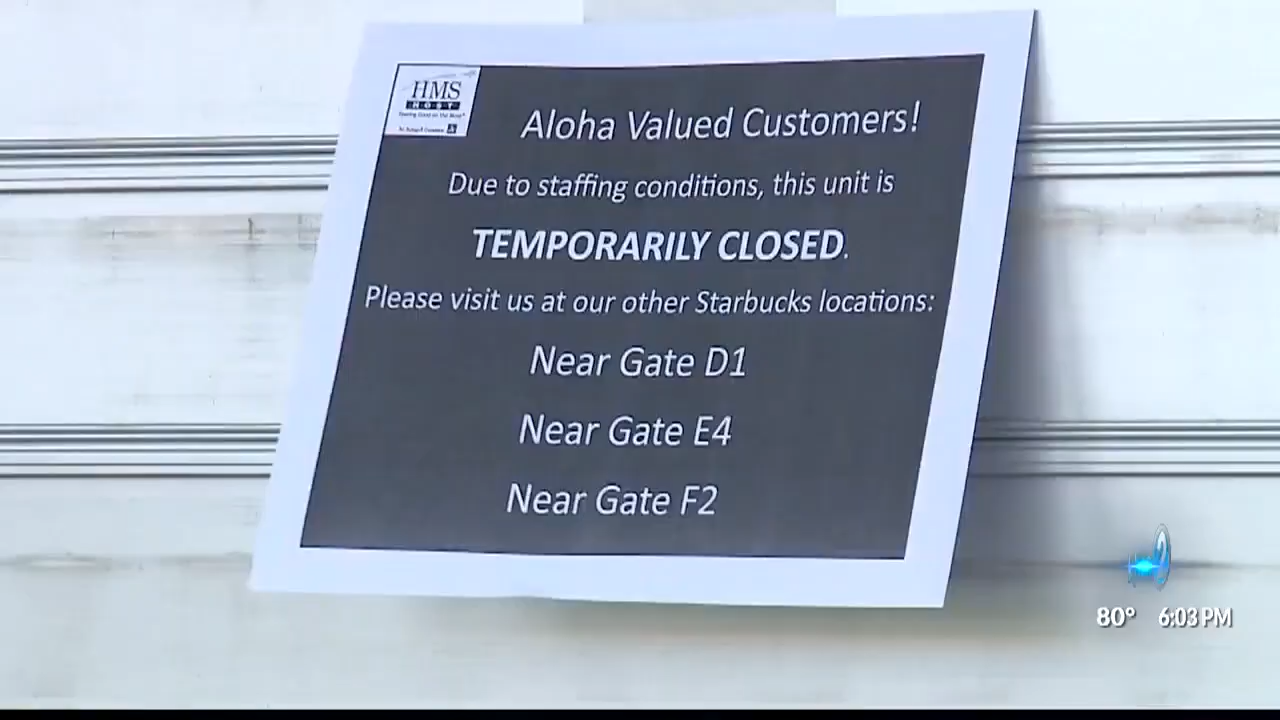 HMS
HOST
Aloha Valued Customers!
Due to staffing conditions, this unit is
TEMPORARILY CLOSED.
Please visit us at our other Starbucks locations:
Near Gate D1
Near Gate E4
Near Gate F2
2
80° 6:03 PM